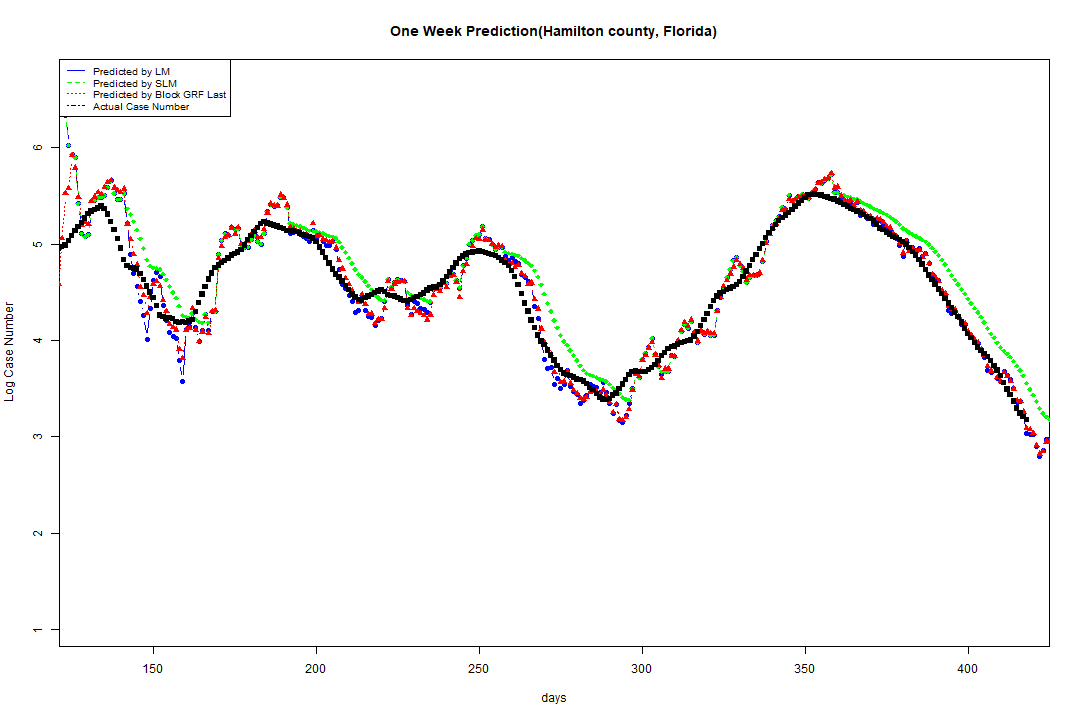 One Week Prediction(Hamilton county, Florida)
Predicted by LM
Predicted by SLM
Predicted by Block GRF Last
Actual Case Number
6
5
4
3
2
1
Log Case Number
150 200 250 300 350 400
days